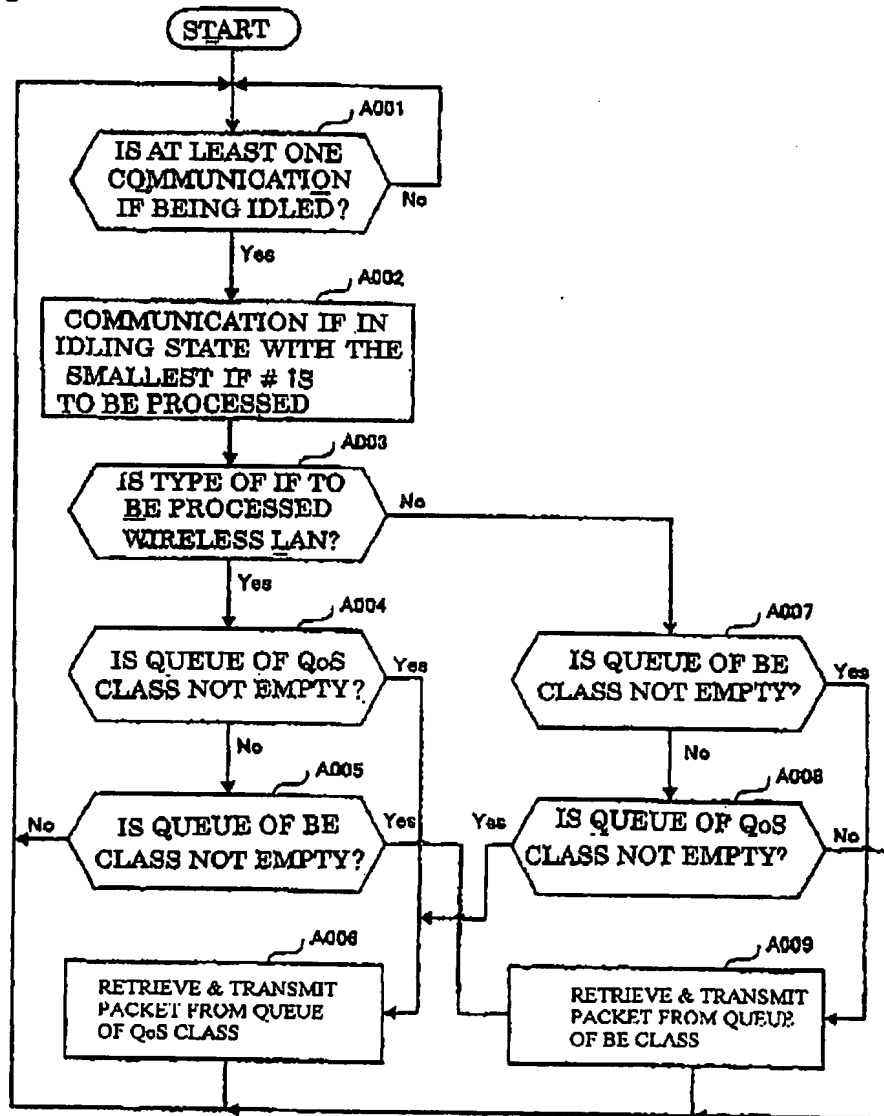 START
A001
IS AT LEAST ONE
COMMUNICATION
IF BEING IDLED?
No
Yes
A002
COMMUNICATION IF IN
IDLING STATE WITH THE
SMALLEST IF # IS
TO BE PROCESSED
A003
IS TYPE OF IF TO
BE PROCESSED
WIRELESS LAN?
No
Yes
A004
IS QUEUE OF QoS
CLASS NOT EMPTY?
Yes
No
A007
IS QUEUE OF BE
CLASS NOT EMPTY?
Yes
No
A005
IS QUEUE OF BE
CLASS NOT EMPTY?
No
Yes
A008
IS QUEUE OF QoS
CLASS NOT EMPTY?
Yes
No
A006
RETRIEVE & TRANSMIT
PACKET FROM QUEUE
OF QoS CLASS
A009
RETRIEVE & TRANSMIT
PACKET FROM QUEUE
OF BE CLASS